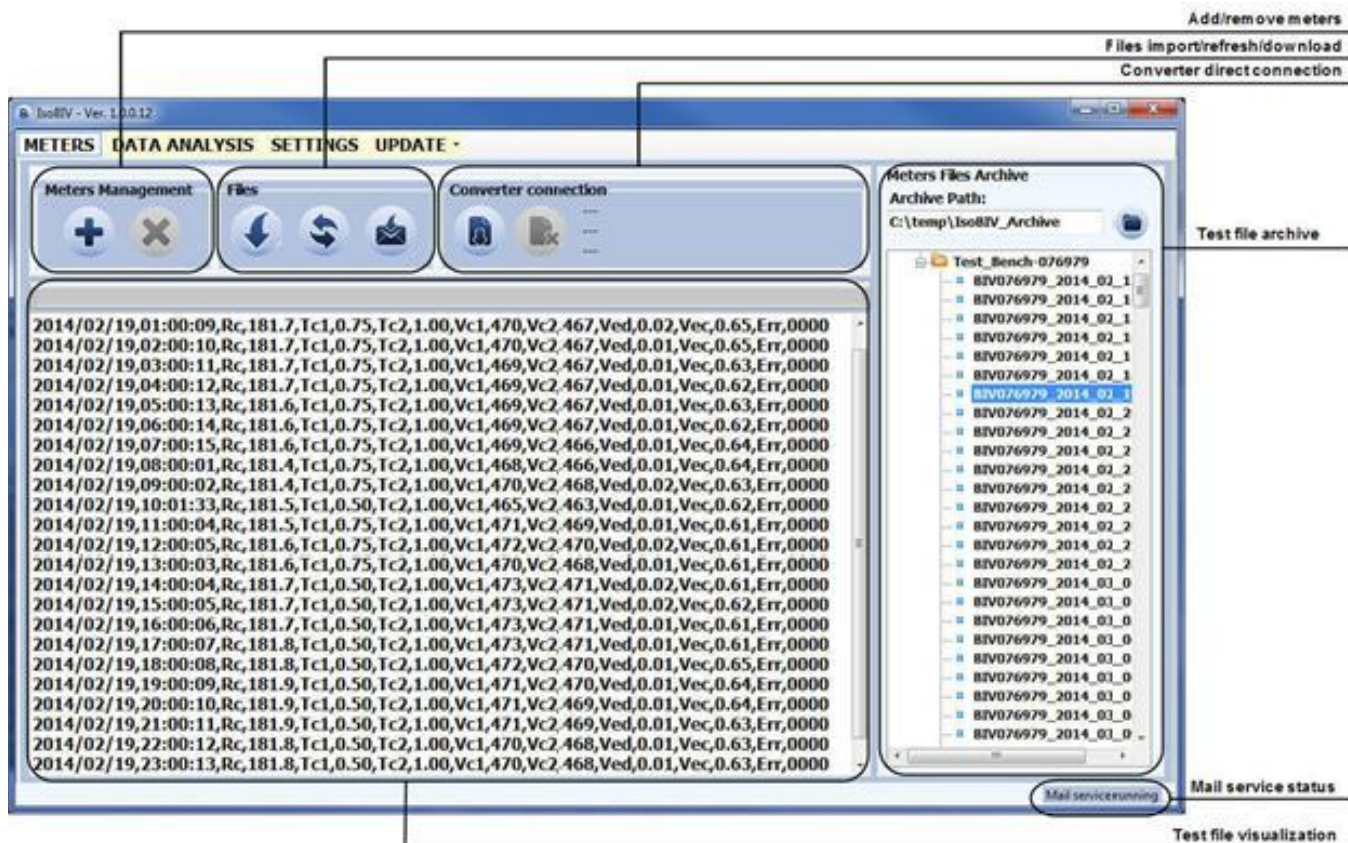 Add/remove meters
Files import/refresh/download
Converter direct connection
IsoBIV - Ver. 1.0.0.12
METERS DATA ANALYSIS SETTINGS UPDATE
Meters Management
Files
Converter connection
---
---
---
Meters Files Archive
Archive Path:
C:\temp\IsoBIV_Archive
Test file archive
Test_Bench-076979
BIV076979_2014_02_1
BIV076979_2014_02_1
BIV076979_2014_02_1
BIV076979_2014_02_1
BIV076979_2014_02_1
BIV076979_2014_02_1
BIV076979_2014_02_1
BIV076979_2014_02_2
BIV076979_2014_02_2
BIV076979_2014_02_2
BIV076979_2014_02_2
BIV076979_2014_02_2
BIV076979_2014_02_2
BIV076979_2014_02_2
BIV076979_2014_02_2
BIV076979_2014_02_2
BIV076979_2014_03_0
BIV076979_2014_03_0
BIV076979_2014_03_0
BIV076979_2014_03_0
BIV076979_2014_03_0
BIV076979_2014_03_0
BIV076979_2014_03_0
BIV076979_2014_03_0
BIV076979_2014_03_0
2014/02/19,01:00:09,Rc,181.7,Tc1,0.75,Tc2,1.00,Vc1,470,Vc2,467,Ved,0.02,Vec,0.65,Err,0000
2014/02/19,02:00:10,Rc,181.7,Tc1,0.75,Tc2,1.00,Vc1,470,Vc2,467,Ved,0.01,Vec,0.65,Err,0000
2014/02/19,03:00:11,Rc,181.7,Tc1,0.75,Tc2,1.00,Vc1,469,Vc2,467,Ved,0.01,Vec,0.63,Err,0000
2014/02/19,04:00:12,Rc,181.7,Tc1,0.75,Tc2,1.00,Vc1,469,Vc2,467,Ved,0.01,Vec,0.62,Err,0000
2014/02/19,05:00:13,Rc,181.6,Tc1,0.75,Tc2,1.00,Vc1,469,Vc2,467,Ved,0.01,Vec,0.63,Err,0000
2014/02/19,06:00:14,Rc,181.6,Tc1,0.75,Tc2,1.00,Vc1,469,Vc2,467,Ved,0.01,Vec,0.62,Err,0000
2014/02/19,07:00:15,Rc,181.6,Tc1,0.75,Tc2,1.00,Vc1,469,Vc2,466,Ved,0.01,Vec,0.64,Err,0000
2014/02/19,08:00:01,Rc,181.4,Tc1,0.75,Tc2,1.00,Vc1,468,Vc2,466,Ved,0.01,Vec,0.64,Err,0000
2014/02/19,09:00:02,Rc,181.4,Tc1,0.75,Tc2,1.00,Vc1,470,Vc2,468,Ved,0.02,Vec,0.63,Err,0000
2014/02/19,10:01:33,Rc,181.5,Tc1,0.50,Tc2,1.00,Vc1,465,Vc2,463,Ved,0.01,Vec,0.62,Err,0000
2014/02/19,11:00:04,Rc,181.5,Tc1,0.75,Tc2,1.00,Vc1,471,Vc2,469,Ved,0.01,Vec,0.61,Err,0000
2014/02/19,12:00:05,Rc,181.6,Tc1,0.75,Tc2,1.00,Vc1,472,Vc2,470,Ved,0.02,Vec,0.61,Err,0000
2014/02/19,13:00:03,Rc,181.6,Tc1,0.75,Tc2,1.00,Vc1,470,Vc2,468,Ved,0.01,Vec,0.61,Err,0000
2014/02/19,14:00:04,Rc,181.7,Tc1,0.50,Tc2,1.00,Vc1,473,Vc2,471,Ved,0.02,Vec,0.61,Err,0000
2014/02/19,15:00:05,Rc,181.7,Tc1,0.50,Tc2,1.00,Vc1,473,Vc2,471,Ved,0.02,Vec,0.62,Err,0000
2014/02/19,16:00:06,Rc,181.7,Tc1,0.50,Tc2,1.00,Vc1,473,Vc2,471,Ved,0.02,Vec,0.61,Err,0000
2014/02/19,17:00:07,Rc,181.8,Tc1,0.50,Tc2,1.00,Vc1,473,Vc2,471,Ved,0.01,Vec,0.61,Err,0000
2014/02/19,18:00:08,Rc,181.8,Tc1,0.50,Tc2,1.00,Vc1,472,Vc2,470,Ved,0.01,Vec,0.65,Err,0000
2014/02/19,19:00:09,Rc,181.9,Tc1,0.50,Tc2,1.00,Vc1,471,Vc2,470,Ved,0.01,Vec,0.64,Err,0000
2014/02/19,20:00:10,Rc,181.9,Tc1,0.50,Tc2,1.00,Vc1,471,Vc2,469,Ved,0.01,Vec,0.64,Err,0000
2014/02/19,21:00:11,Rc,181.9,Tc1,0.50,Tc2,1.00,Vc1,471,Vc2,469,Ved,0.01,Vec,0.63,Err,0000
2014/02/19,22:00:12,Rc,181.8,Tc1,0.50,Tc2,1.00,Vc1,470,Vc2,468,Ved,0.01,Vec,0.63,Err,0000
2014/02/19,23:00:13,Rc,181.8,Tc1,0.50,Tc2,1.00,Vc1,470,Vc2,468,Ved,0.01,Vec,0.63,Err,0000
Mail service:running
Mail service status
Test file visualization